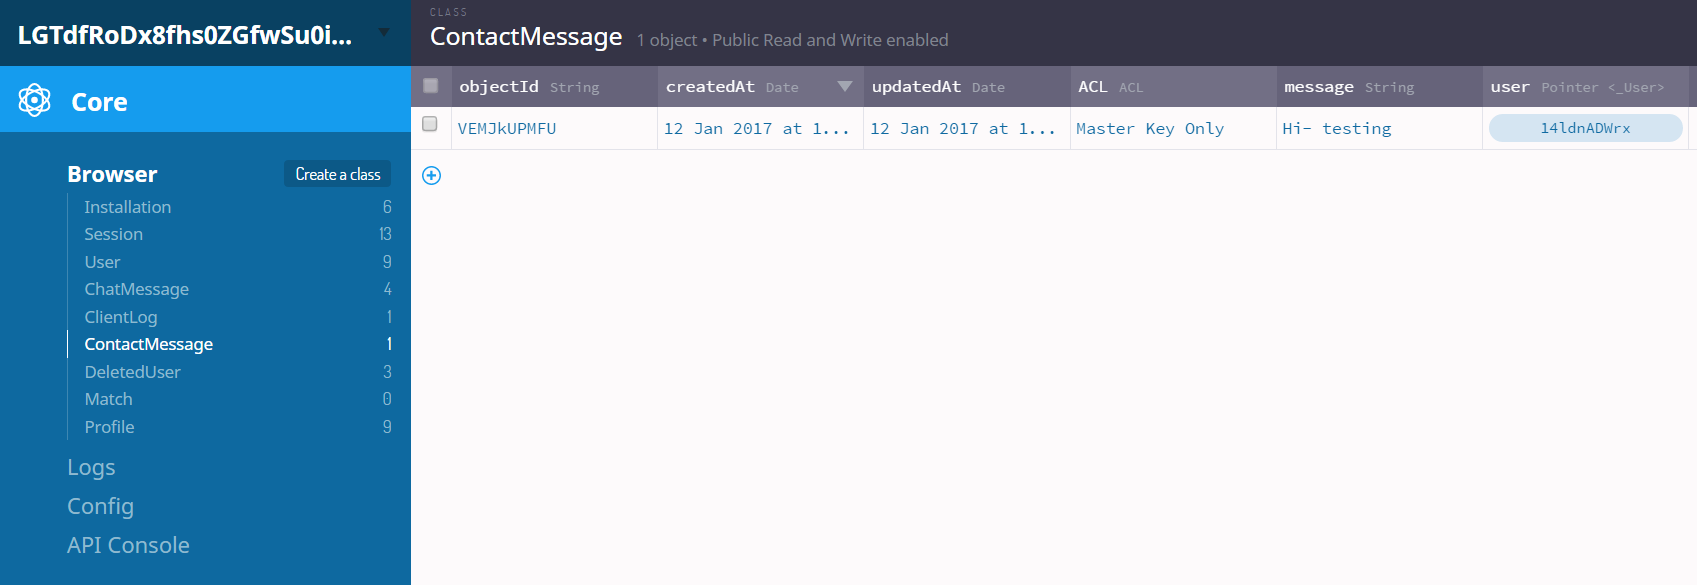 LGTdfRoDx8fhs0ZGfwSu0i...
Core
Browser
Create a class
Installation 6
Session 13
User 9
ChatMessage 4
ClientLog 1
ContactMessage 1
DeletedUser 3
Match 0
Profile 9
Logs
Config
API Console
CLASS
ContactMessage 1 object • Public Read and Write enabled
objectId String createdAt Date updatedAt Date ACL ACL message String user Pointer <_User>
VEMJkUPMFU 12 Jan 2017 at 1... 12 Jan 2017 at 1... Master Key Only Hi- testing 14ldnADWrx